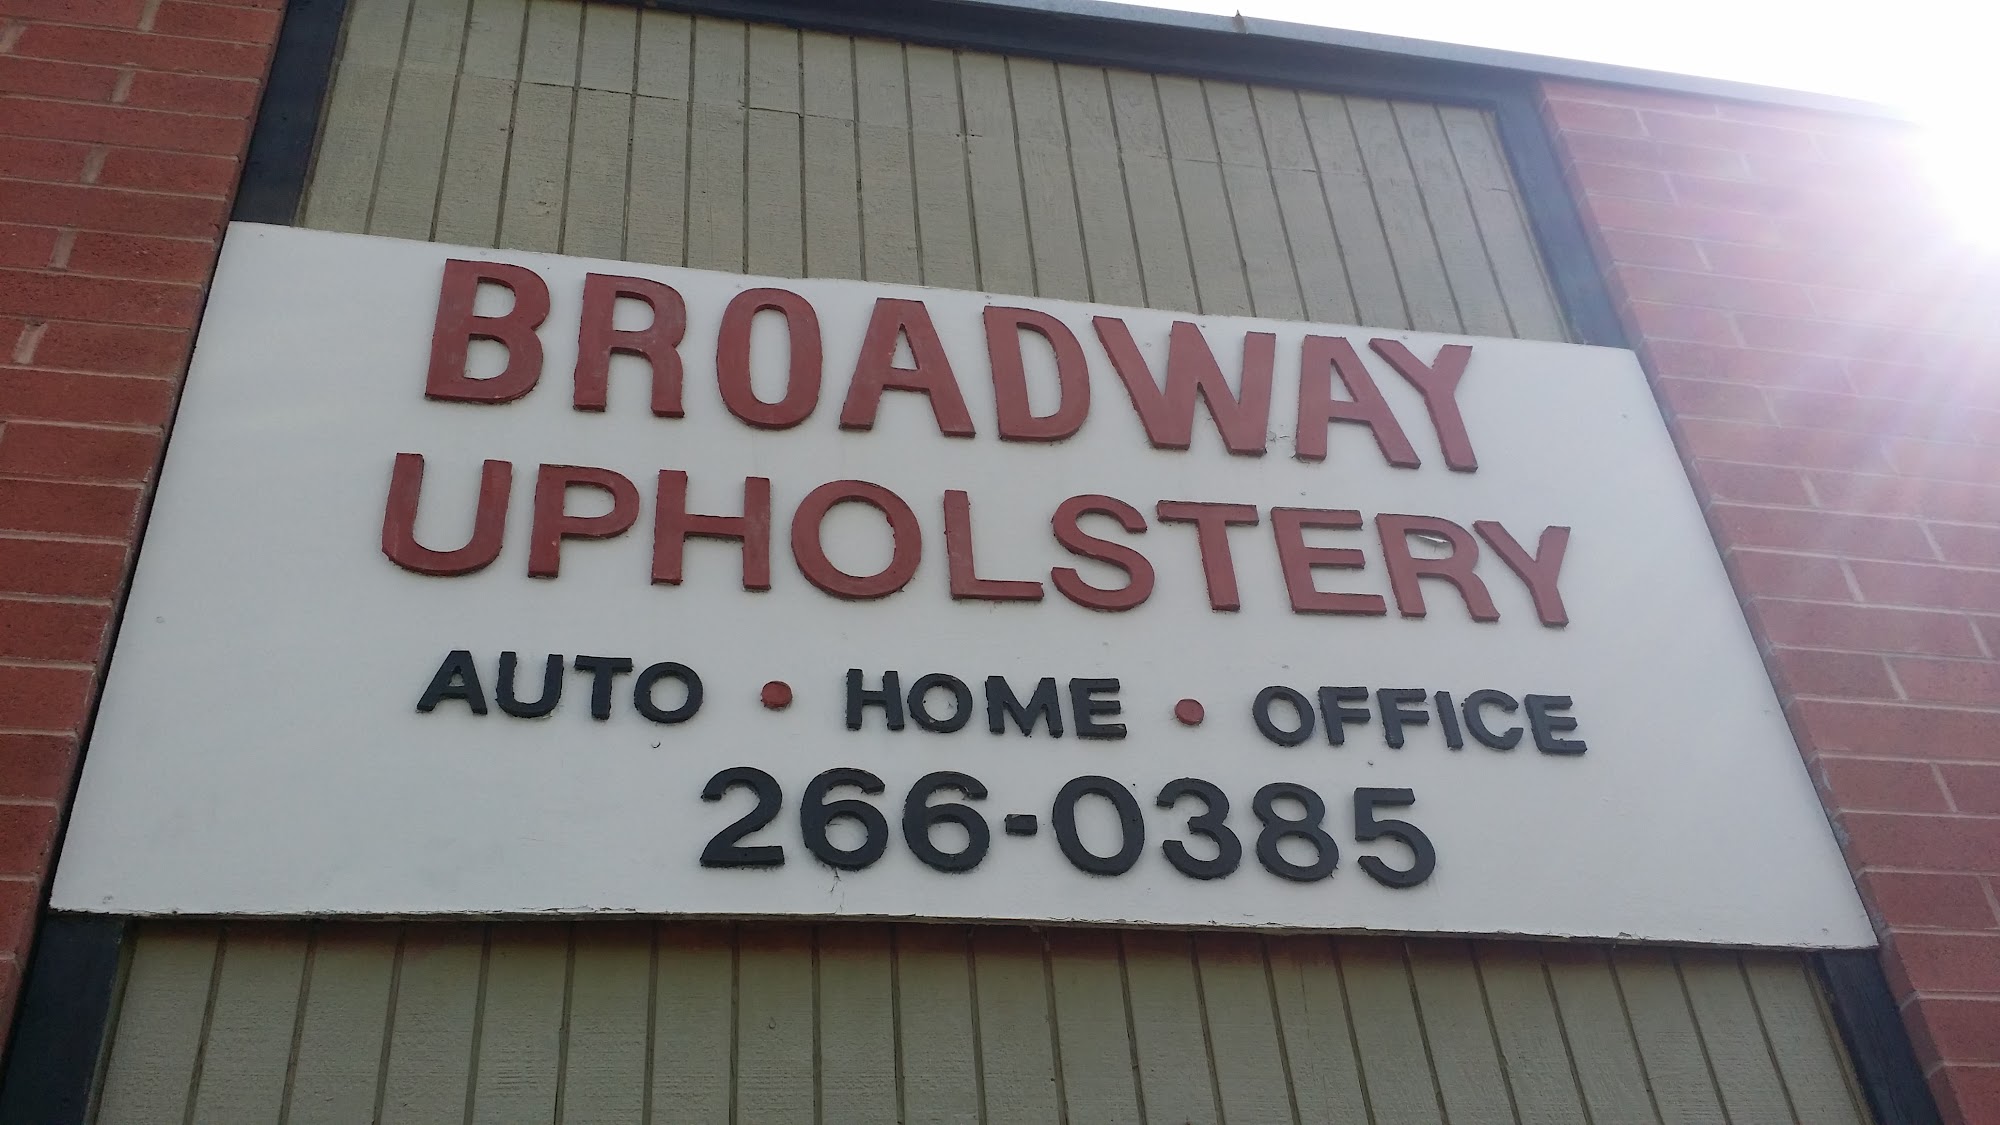 BROADWAY
UPHOLSTERY
AUTO • HOME • OFFICE
266-0385